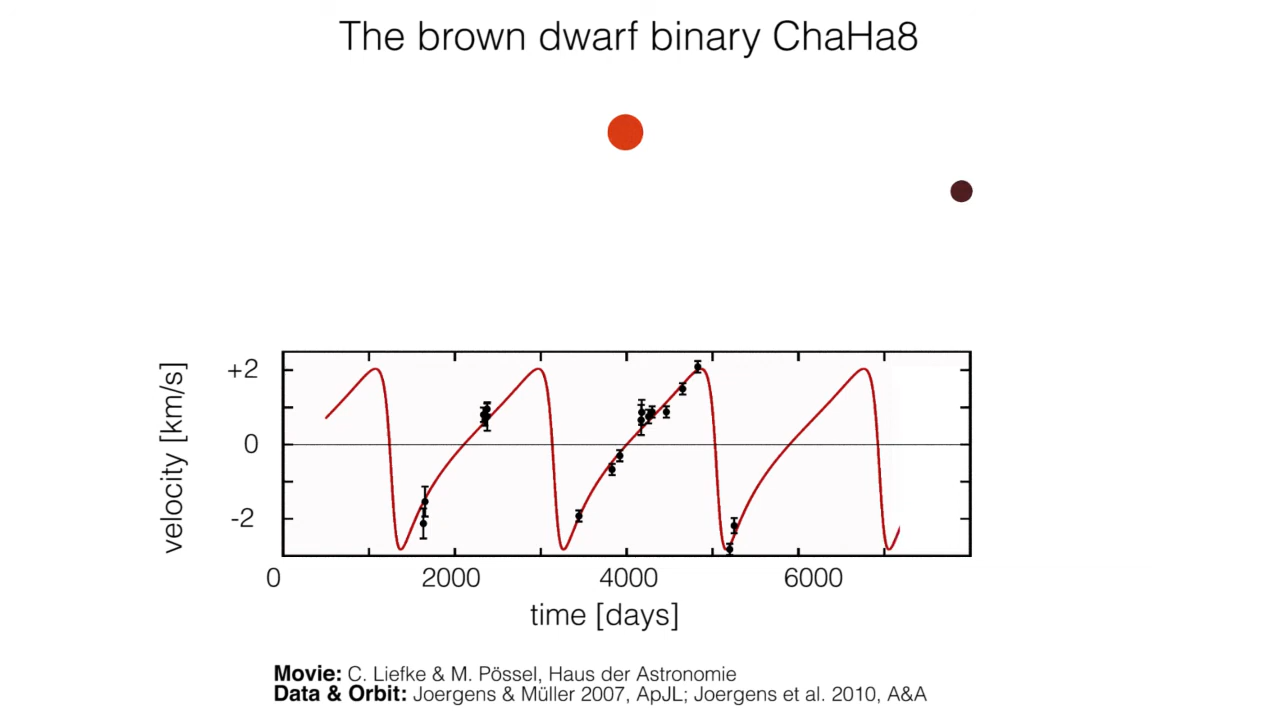 The brown dwarf binary ChaHa8
velocity [km/s]
+2
0
-2
0 2000 4000 6000
time [days]
Movie: C. Liefke & M. Pössel, Haus der Astronomie
Data & Orbit: Joergens & Müller 2007, ApJL; Joergens et al. 2010, A&A